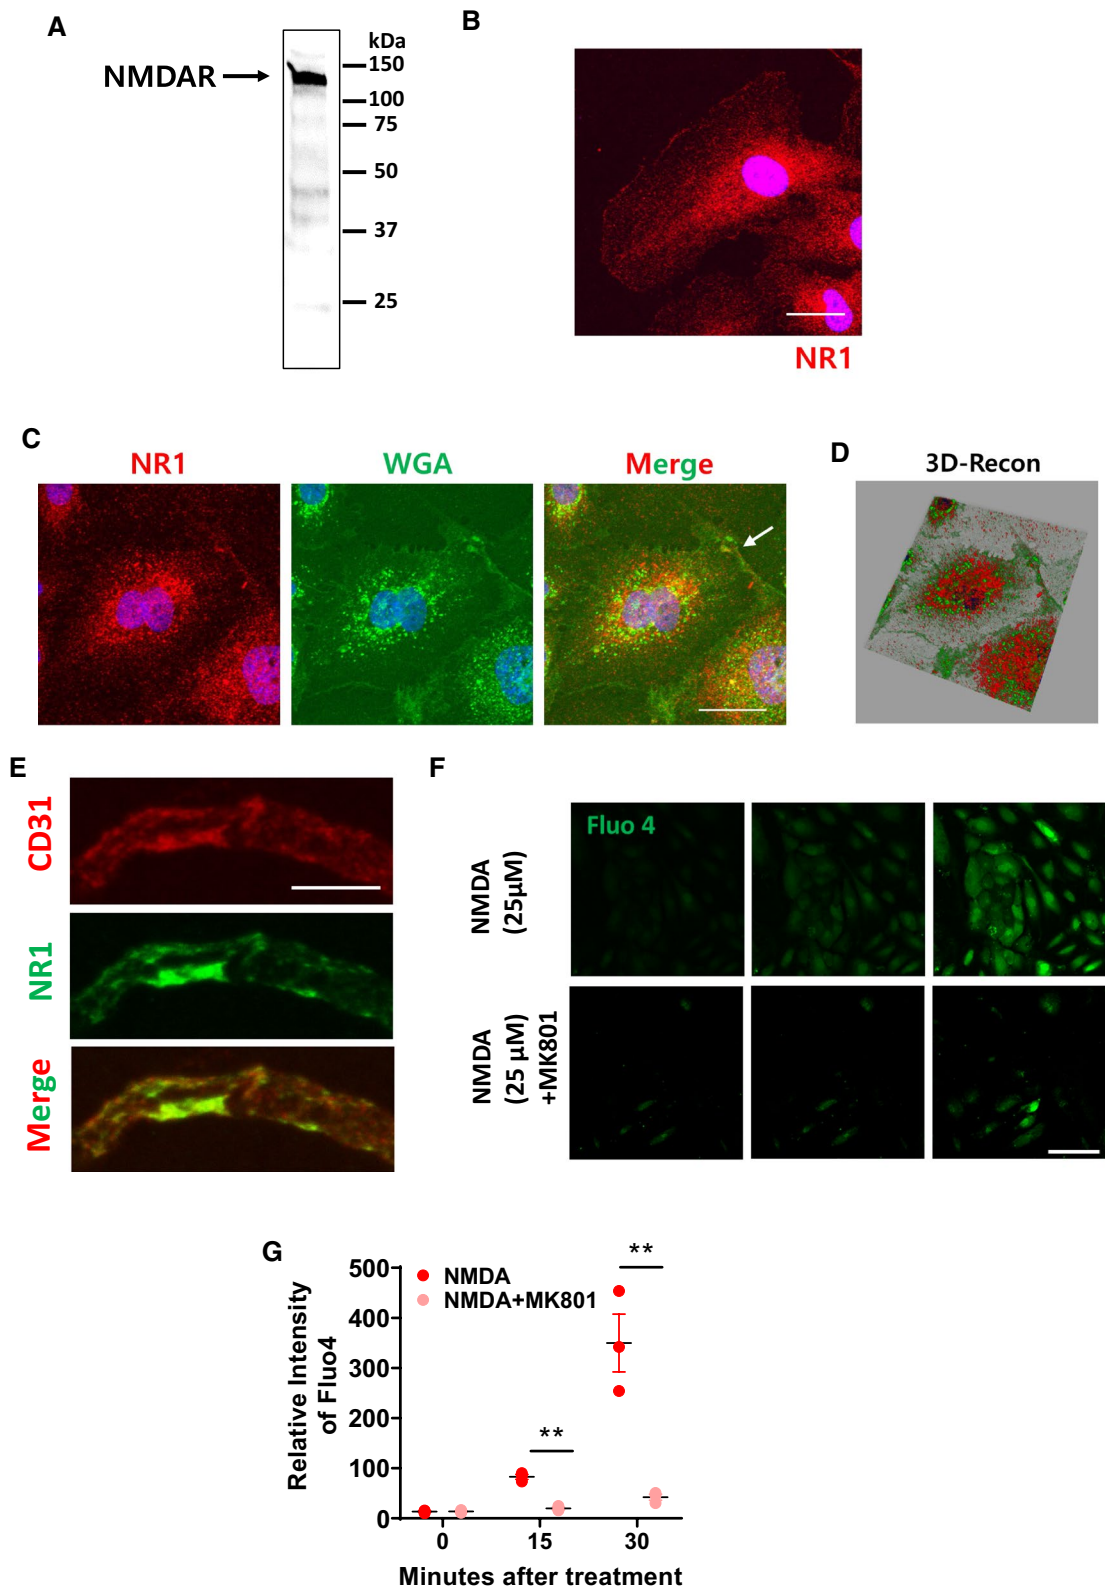 A
kDa
NMDAR
150
100
75
50
37
25
B
NR1
C
NR1
WGA
Merge
D
3D-Recon
E
CD31
NR1
Merge
F
Fluo 4
NMDA
(25µM)
NMDA
(25 µM)
+MK801
G
Relative Intensity
of Fluo4
500
400
300
200
100
0
NMDA
NMDA+MK801
**
**
0
15
30
Minutes after treatment